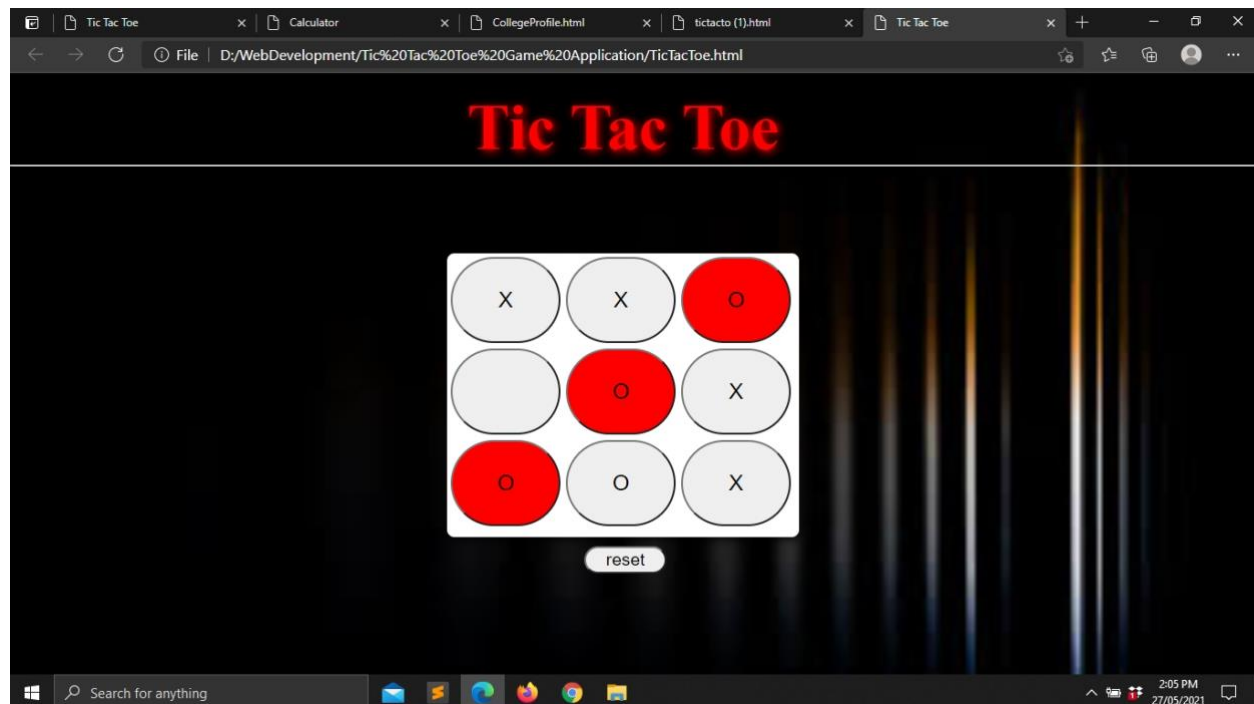 Tic Tac Toe Calculator CollegeProfile.html tictacto (1).html Tic Tac Toe
File D:/WebDevelopment/Tic%20Tac%20Toe%20Game%20Application/TicTacToe.html
Tic Tac Toe
X X O
O X
O O X
reset
Search for anything
2:05 PM
27/05/2021